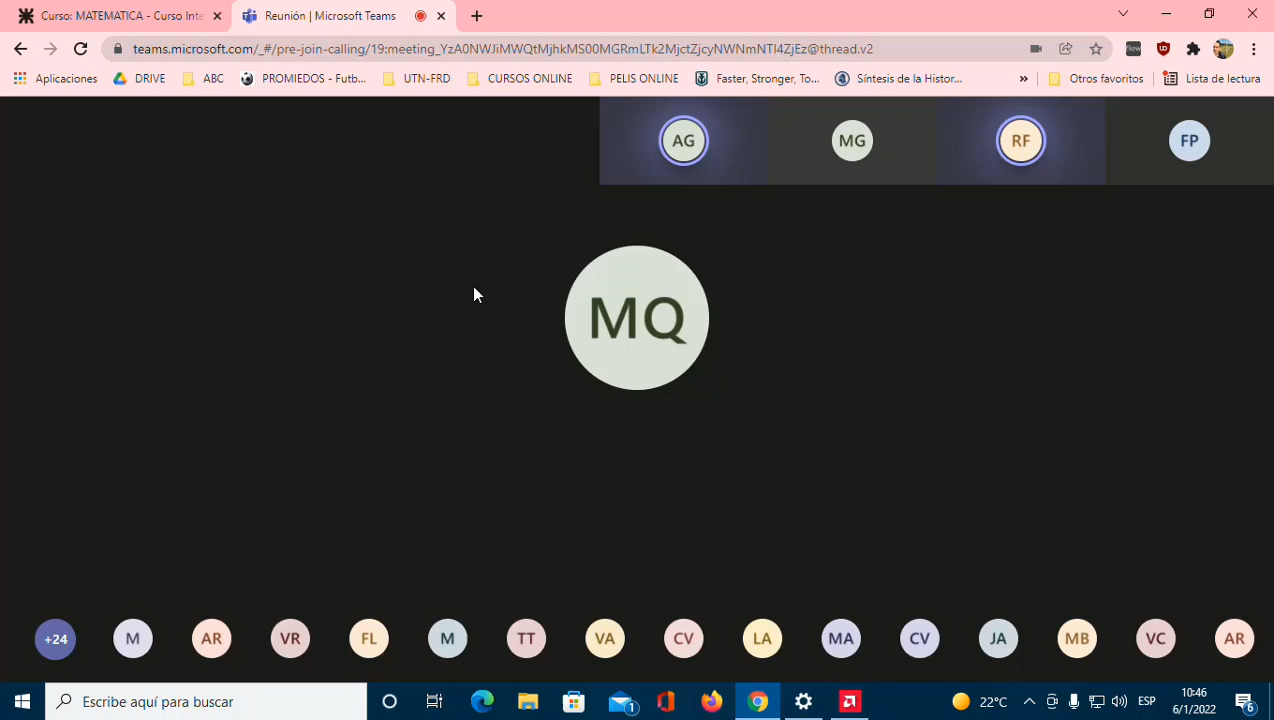 Curso: MATEMATICA - Curso Inte
Reunión | Microsoft Teams
teams.microsoft.com/_#/pre-join-calling/19:meeting_YzA0NWJiMWQtMjhkMS00MGRmLTk2MjctZjcyNWNmNTI4ZjEz@thread.v2
Aplicaciones DRIVE ABC PROMIEDOS - Futb... UTN-FRD CURSOS ONLINE PELIS ONLINE Faster, Stronger, To... Síntesis de la Histor... » Otros favoritos Lista de lectura
AG MG RF FP
MQ
+24 M AR VR FL M TT VA CV LA MA CV JA MB VC AR
Escribe aquí para buscar
1
22°C
ESP
10:46
6/1/2022
6